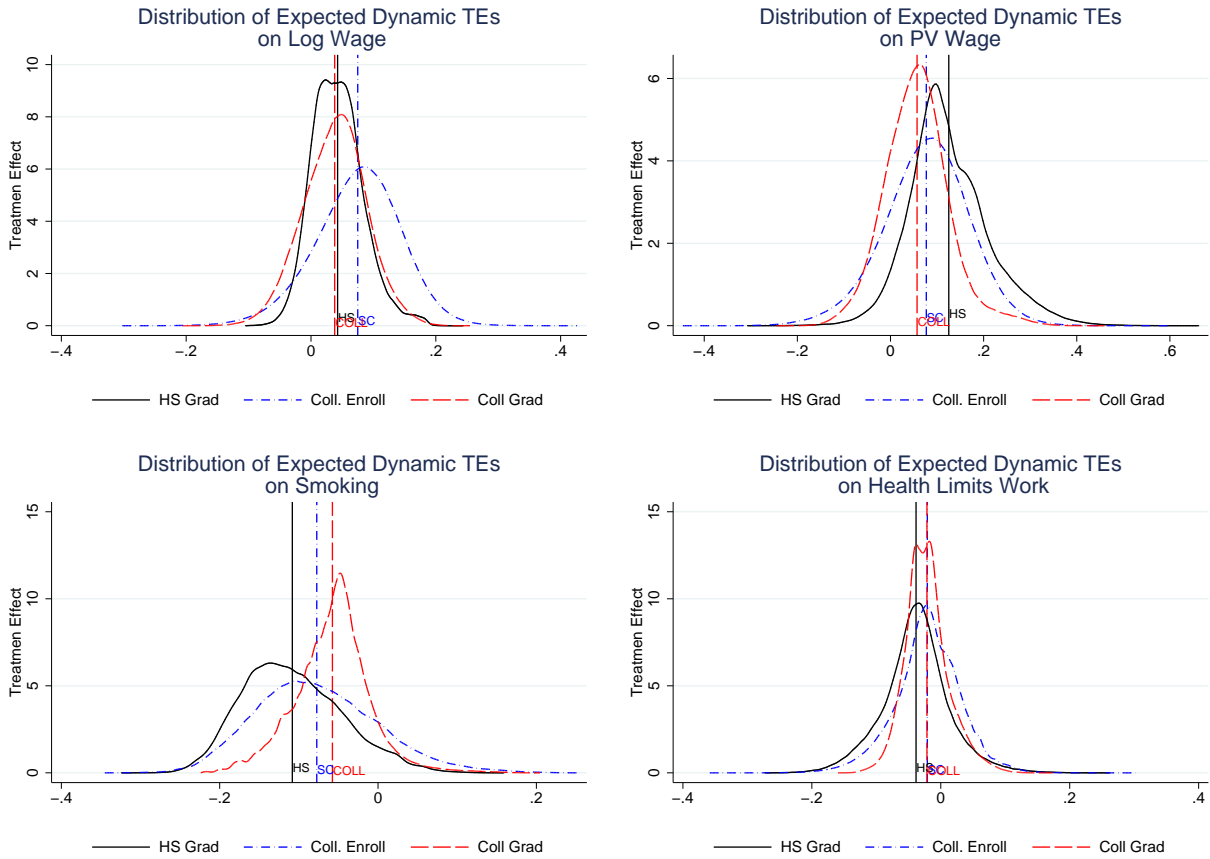 Distribution of Expected Dynamic TEs
on Log Wage
Treatmen Effect
10
8
6
4
2
0
HS
COLL
SC
−.4
−.2
0
.2
.4
HS Grad
Coll. Enroll
Coll Grad
Distribution of Expected Dynamic TEs
on PV Wage
Treatmen Effect
6
4
2
0
SC
HS
COLL
−.4
−.2
0
.2
.4
.6
HS Grad
Coll. Enroll
Coll Grad
Distribution of Expected Dynamic TEs
on Smoking
Treatmen Effect
15
10
5
0
HS
SC
COLL
−.2
0
.2
HS Grad
Coll. Enroll
Coll Grad
Distribution of Expected Dynamic TEs
on Health Limits Work
Treatmen Effect
15
10
5
0
HS
SC
COLL
−.4
−.2
0
.2
.4
HS Grad
Coll. Enroll
Coll Grad